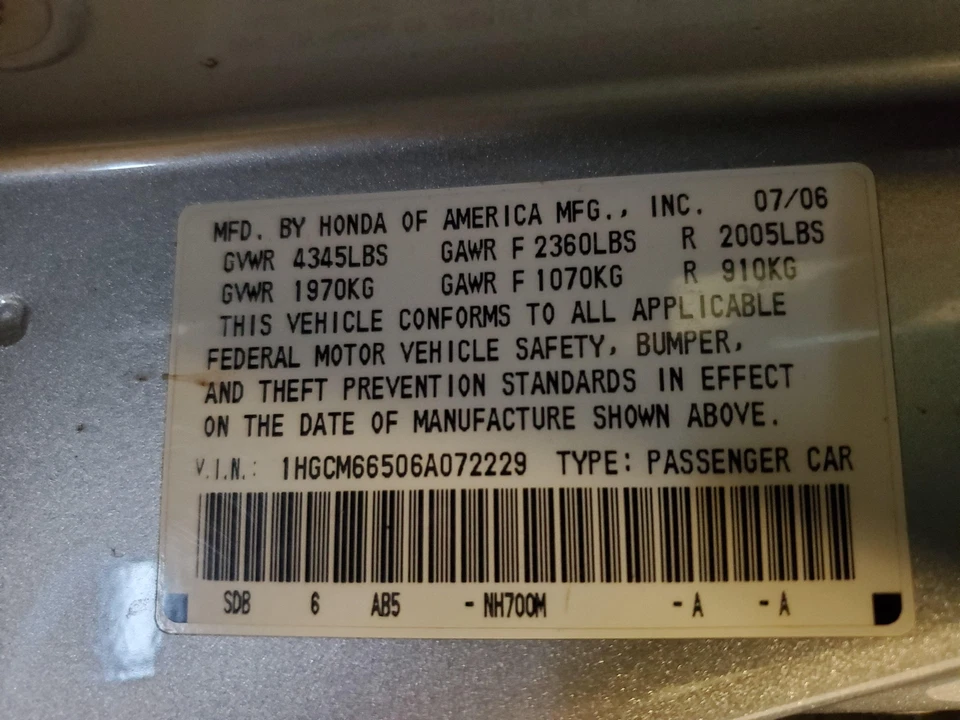 MFD. BY HONDA OF AMERICA MFG., INC. 07/06
GVWR 4345LBS GAWR F 2360LBS R 2005LBS
GVWR 1970KG GAWR F 1070KG R 910KG
THIS VEHICLE CONFORMS TO ALL APPLICABLE
FEDERAL MOTOR VEHICLE SAFETY, BUMPER,
AND THEFT PREVENTION STANDARDS IN EFFECT
ON THE DATE OF MANUFACTURE SHOWN ABOVE.
V.I.N.: 1HGCM66506A072229 TYPE: PASSENGER CAR
SDB 6 AB5 - NH700M - A - A